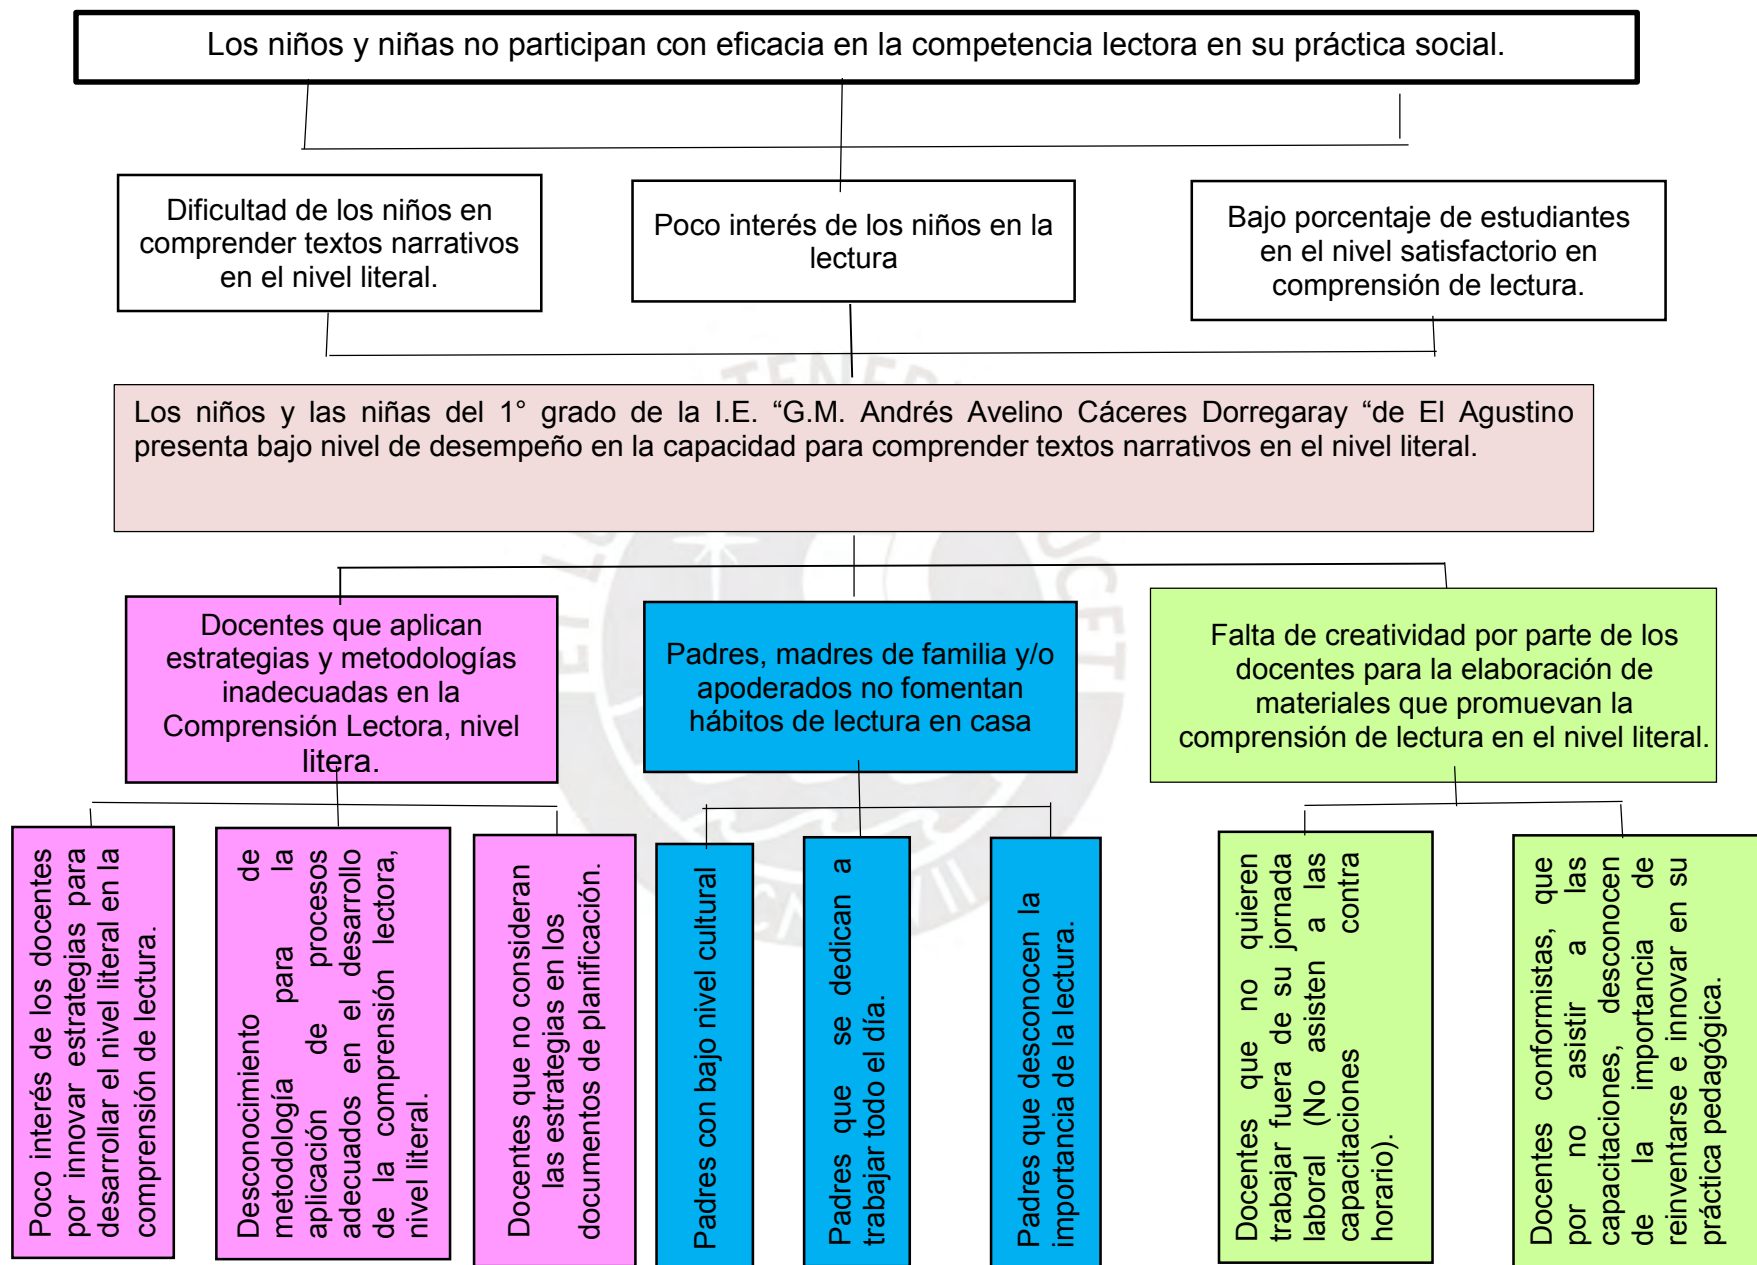 Los niños y niñas no participan con eficacia en la competencia lectora en su práctica social.
Dificultad de los niños en
comprender textos narrativos
en el nivel literal.
Poco interés de los niños en la
lectura
Bajo porcentaje de estudiantes
en el nivel satisfactorio en
comprensión de lectura.
Los niños y las niñas del 1° grado de la I.E. “G.M. Andrés Avelino Cáceres Dorregaray “de El Agustino
presenta bajo nivel de desempeño en la capacidad para comprender textos narrativos en el nivel literal.
Docentes que aplican
estrategias y metodologías
inadecuadas en la
Comprensión Lectora, nivel
litera.
Padres, madres de familia y/o
apoderados no fomentan
hábitos de lectura en casa
Falta de creatividad por parte de los
docentes para la elaboración de
materiales que promuevan la
comprensión de lectura en el nivel literal.
Poco interés de los docentes
por innovar estrategias para
desarrollar el nivel literal en la
comprensión de lectura.
Desconocimiento de
metodología para la
aplicación de procesos
adecuados en el desarrollo
de la comprensión lectora,
nivel literal.
Docentes que no consideran
las estrategias en los
documentos de planificación.
Padres con bajo nivel cultural
Padres que se dedican a
trabajar todo el día.
Padres que desconocen la
importancia de la lectura.
Docentes que no quieren
trabajar fuera de su jornada
laboral (No asisten a las
capacitaciones contra
horario).
Docentes conformistas, que
por no asistir a las
capacitaciones, desconocen
de la importancia de
reinventarse e innovar en su
práctica pedagógica.